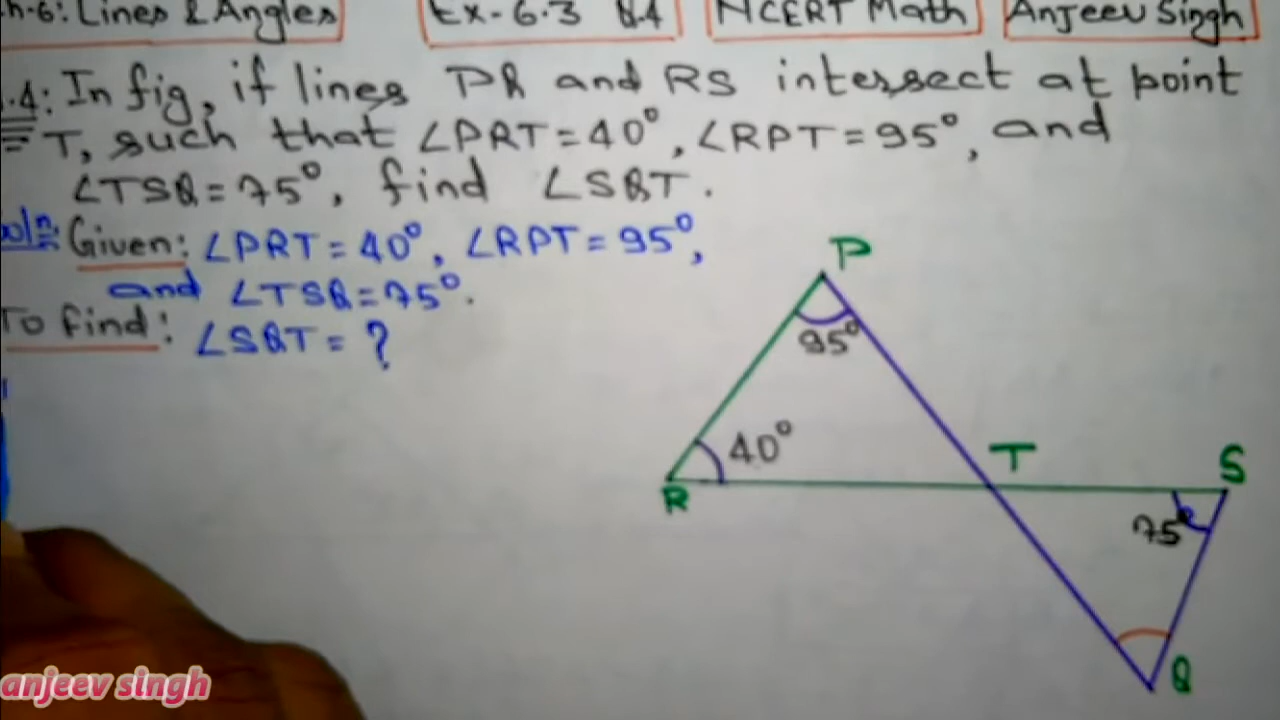 h-6: Lines & Angles Ex-6.3 Q.4 NCERT Math Anjeev Singh
.4: In fig, if lines PQ and RS intersect at point
T, such that ∠PRT = 40°, ∠RPT = 95°, and
∠TSQ = 75°, find ∠SQT.
Soln: Given: ∠PRT = 40°, ∠RPT = 95°,
and ∠TSQ = 75°.
To find: ∠SQT = ?
P
95°
40°
T
S
R
75°
Q
anjeev singh